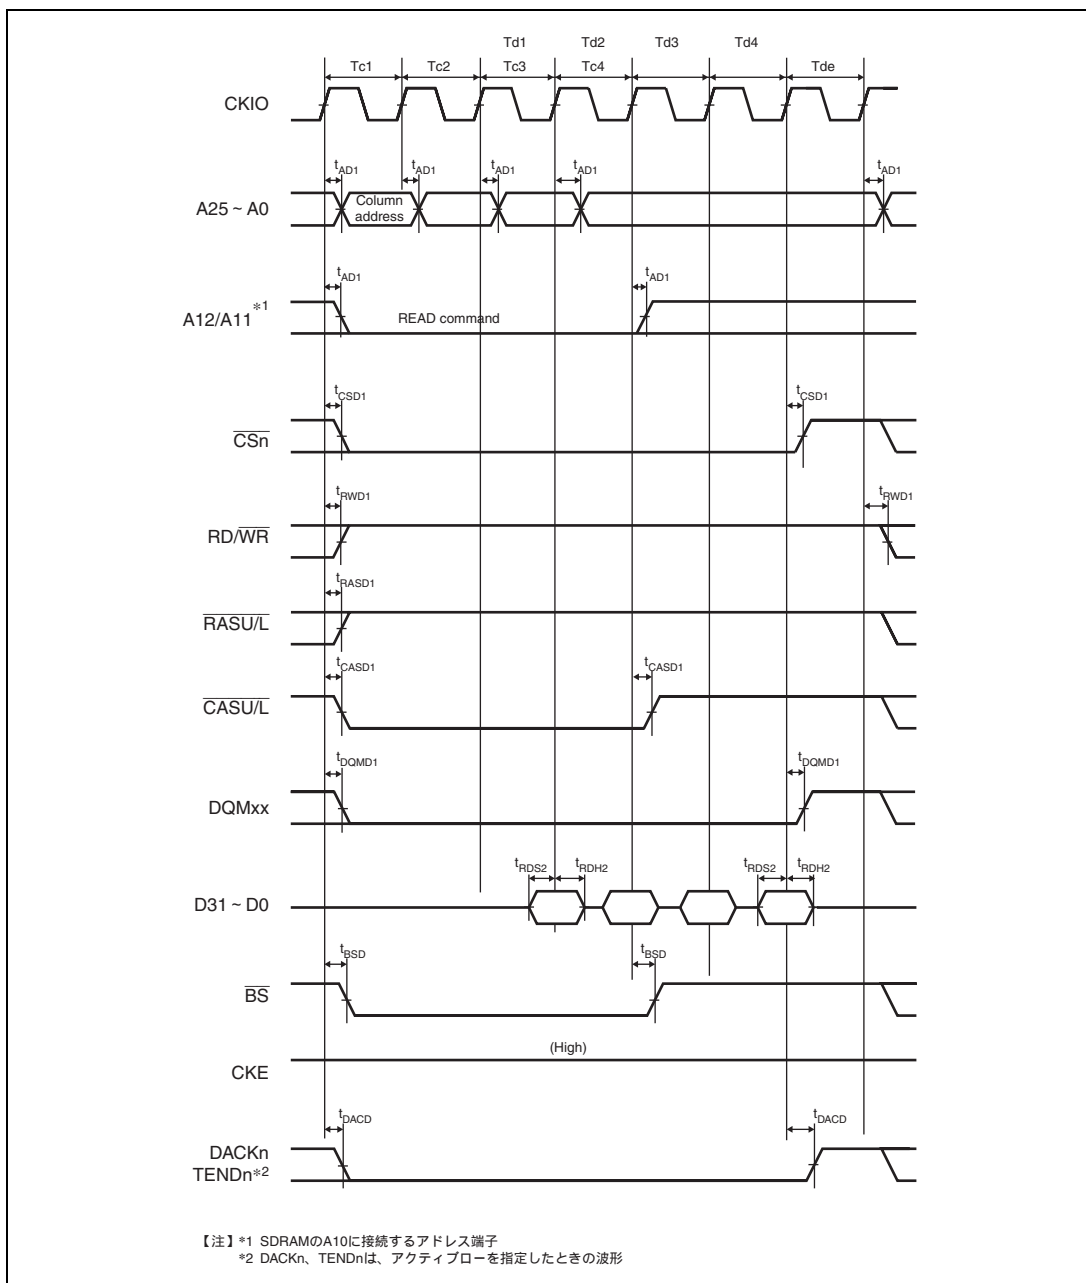 Td1 Td2 Td3 Td4
Tc1 Tc2 Tc3 Tc4 Tde
CKIO
tAD1 tAD1 tAD1 tAD1 tAD1
A25 ~ A0
Column
address
tAD1 tAD1
A12/A11*1
READ command
tCSD1 tCSD1
CSn
tRWD1 tRWD1
RD/WR
tRASD1
RASU/L
tCASD1 tCASD1
CASU/L
tDQMD1 tDQMD1
DQMxx
tRDS2 tRDH2 tRDS2 tRDH2
D31 ~ D0
tBSD tBSD
BS
(High)
CKE
tDACD tDACD
DACKn
TENDn*2
【注】*1 SDRAMのA10に接続するアドレス端子
*2 DACKn、TENDnは、アクティブローを指定したときの波形